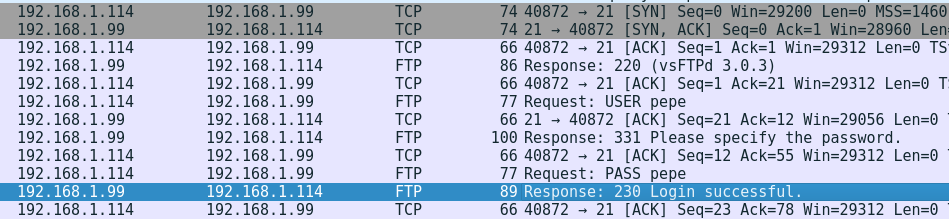 192.168.1.114 192.168.1.99 TCP 74 40872 → 21 [SYN] Seq=0 Win=29200 Len=0 MSS=1460
192.168.1.99 192.168.1.114 TCP 74 21 → 40872 [SYN, ACK] Seq=0 Ack=1 Win=28960 Len=0
192.168.1.114 192.168.1.99 TCP 66 40872 → 21 [ACK] Seq=1 Ack=1 Win=29312 Len=0 TS
192.168.1.99 192.168.1.114 FTP 86 Response: 220 (vsFTPd 3.0.3)
192.168.1.114 192.168.1.99 TCP 66 40872 → 21 [ACK] Seq=1 Ack=21 Win=29312 Len=0
192.168.1.114 192.168.1.99 FTP 77 Request: USER pepe
192.168.1.99 192.168.1.114 TCP 66 21 → 40872 [ACK] Seq=21 Ack=12 Win=29056 Len=0
192.168.1.99 192.168.1.114 FTP 100 Response: 331 Please specify the password.
192.168.1.114 192.168.1.99 TCP 66 40872 → 21 [ACK] Seq=12 Ack=55 Win=29312 Len=0
192.168.1.114 192.168.1.99 FTP 77 Request: PASS pepe
192.168.1.99 192.168.1.114 FTP 89 Response: 230 Login successful.
192.168.1.114 192.168.1.99 TCP 66 40872 → 21 [ACK] Seq=23 Ack=78 Win=29312 Len=0